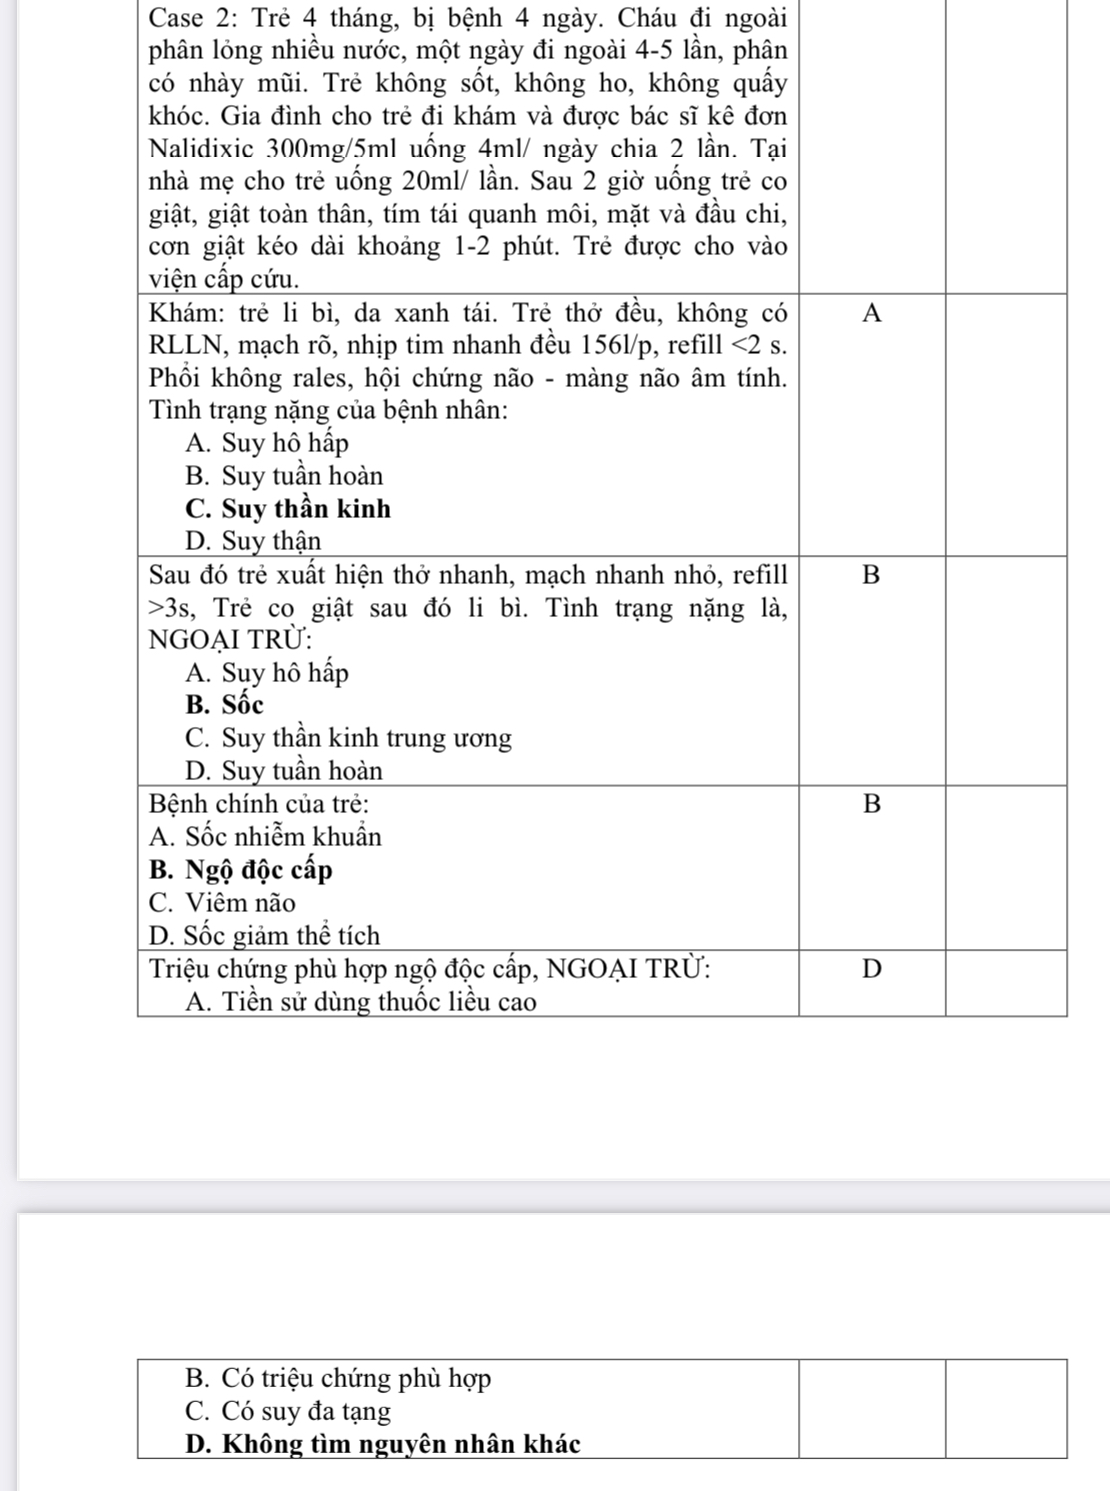 Case 2: Trẻ 4 tháng, bị bệnh 4 ngày. Cháu đi ngoài
phân lỏng nhiều nước, một ngày đi ngoài 4-5 lần, phân
có nhày mũi. Trẻ không sốt, không ho, không quấy
khóc. Gia đình cho trẻ đi khám và được bác sĩ kê đơn
Nalidixic 300mg/5ml uống 4ml/ ngày chia 2 lần. Tại
nhà mẹ cho trẻ uống 20ml/ lần. Sau 2 giờ uống trẻ co
giật, giật toàn thân, tím tái quanh môi, mặt và đầu chi,
cơn giật kéo dài khoảng 1-2 phút. Trẻ được cho vào
viện cấp cứu.
Khám: trẻ li bì, da xanh tái. Trẻ thở đều, không có
RLLN, mạch rõ, nhịp tim nhanh đều 156l/p, refill <2 s.
Phổi không rales, hội chứng não - màng não âm tính.
Tình trạng nặng của bệnh nhân:
A. Suy hô hấp
B. Suy tuần hoàn
C. Suy thần kinh
D. Suy thận
A
Sau đó trẻ xuất hiện thở nhanh, mạch nhanh nhỏ, refill
>3s, Trẻ co giật sau đó li bì. Tình trạng nặng là,
NGOẠI TRỪ:
A. Suy hô hấp
B. Sốc
C. Suy thần kinh trung ương
D. Suy tuần hoàn
B
Bệnh chính của trẻ:
A. Sốc nhiễm khuẩn
B. Ngộ độc cấp
C. Viêm não
D. Sốc giảm thể tích
B
Triệu chứng phù hợp ngộ độc cấp, NGOẠI TRỪ:
A. Tiền sử dùng thuốc liều cao
D
B. Có triệu chứng phù hợp
C. Có suy đa tạng
D. Không tìm nguyên nhân khác